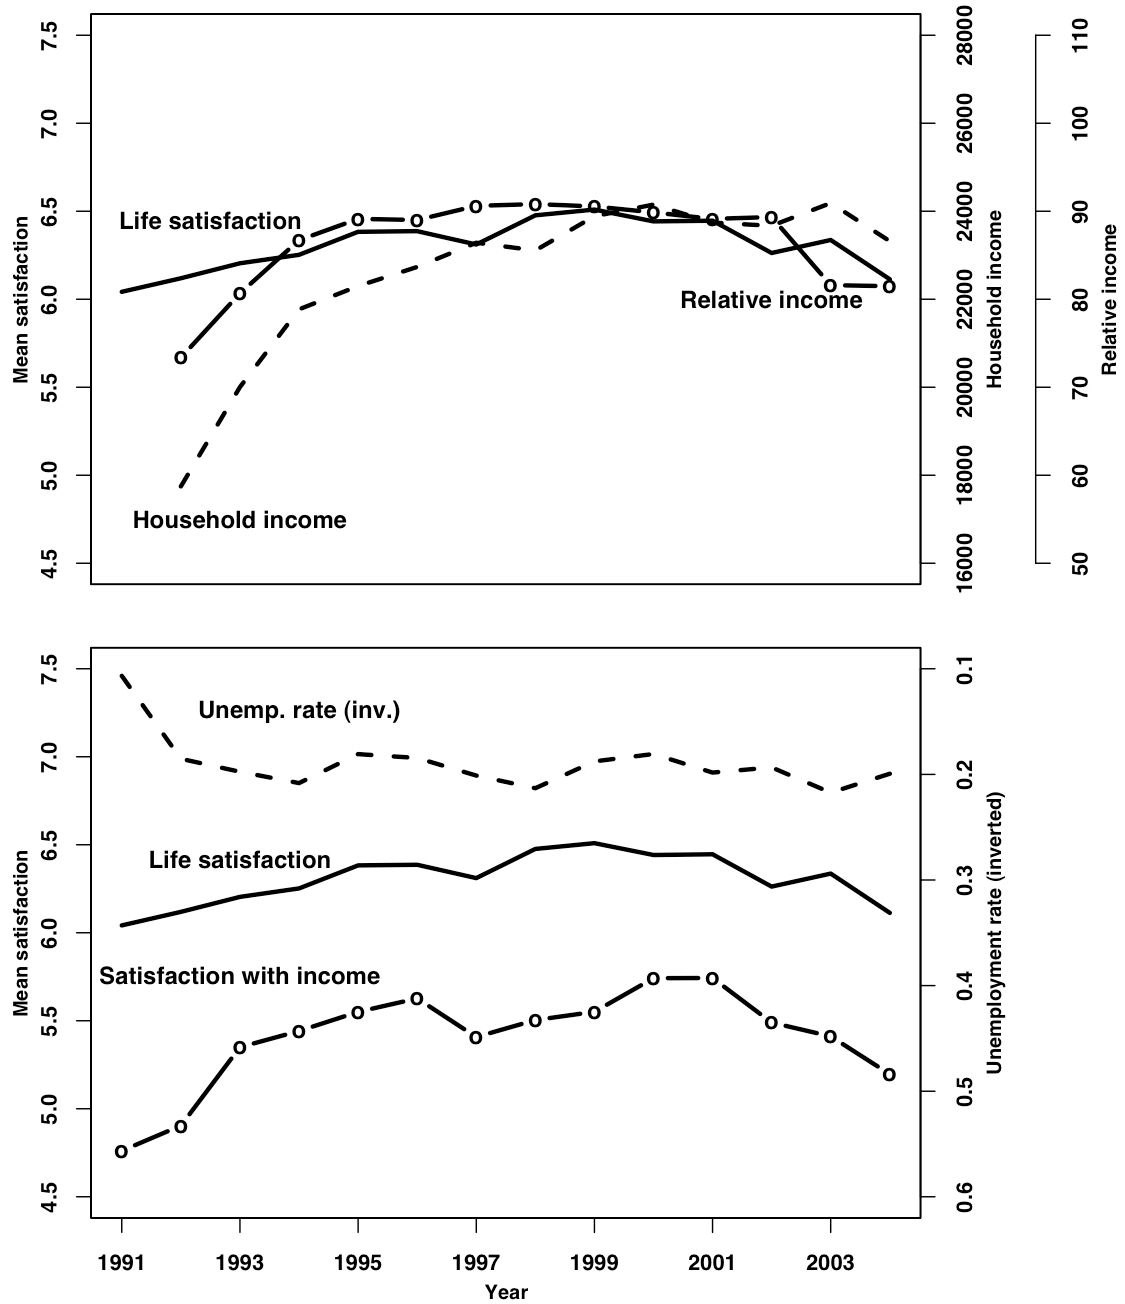 7.5
7.0
6.5
6.0
5.5
5.0
4.5
Mean satisfaction
Life satisfaction
Relative income
Household income
28000
26000
24000
22000
20000
18000
16000
Household income
110
100
90
80
70
60
50
Relative income
7.5
7.0
6.5
6.0
5.5
5.0
4.5
Mean satisfaction
Unemp. rate (inv.)
Life satisfaction
Satisfaction with income
0.1
0.2
0.3
0.4
0.5
0.6
Unemployment rate (inverted)
1991 1993 1995 1997 1999 2001 2003
Year